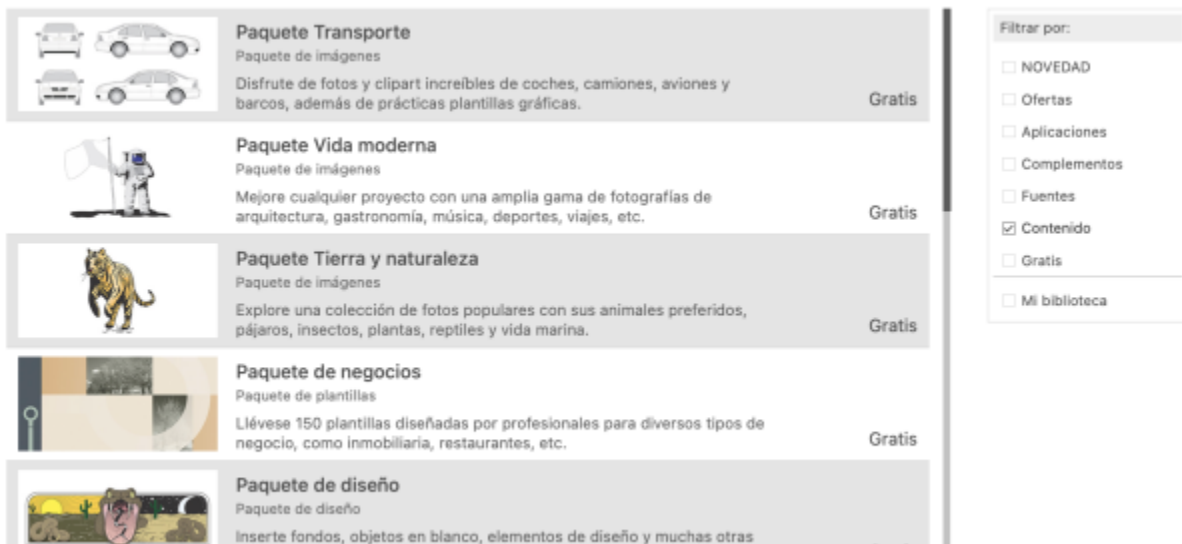 Paquete Transporte
Paquete de imágenes
Disfrute de fotos y clipart increíbles de coches, camiones, aviones y
barcos, además de prácticas plantillas gráficas.
Gratis
Paquete Vida moderna
Paquete de imágenes
Mejore cualquier proyecto con una amplia gama de fotografías de
arquitectura, gastronomía, música, deportes, viajes, etc.
Gratis
Paquete Tierra y naturaleza
Paquete de imágenes
Explore una colección de fotos populares con sus animales preferidos,
pájaros, insectos, plantas, reptiles y vida marina.
Gratis
Paquete de negocios
Paquete de plantillas
Llévese 150 plantillas diseñadas por profesionales para diversos tipos de
negocio, como inmobiliaria, restaurantes, etc.
Gratis
Paquete de diseño
Paquete de diseño
Inserte fondos, objetos en blanco, elementos de diseño y muchas otras
Filtrar por:
NOVEDAD
Ofertas
Aplicaciones
Complementos
Fuentes
Contenido
Gratis
Mi biblioteca